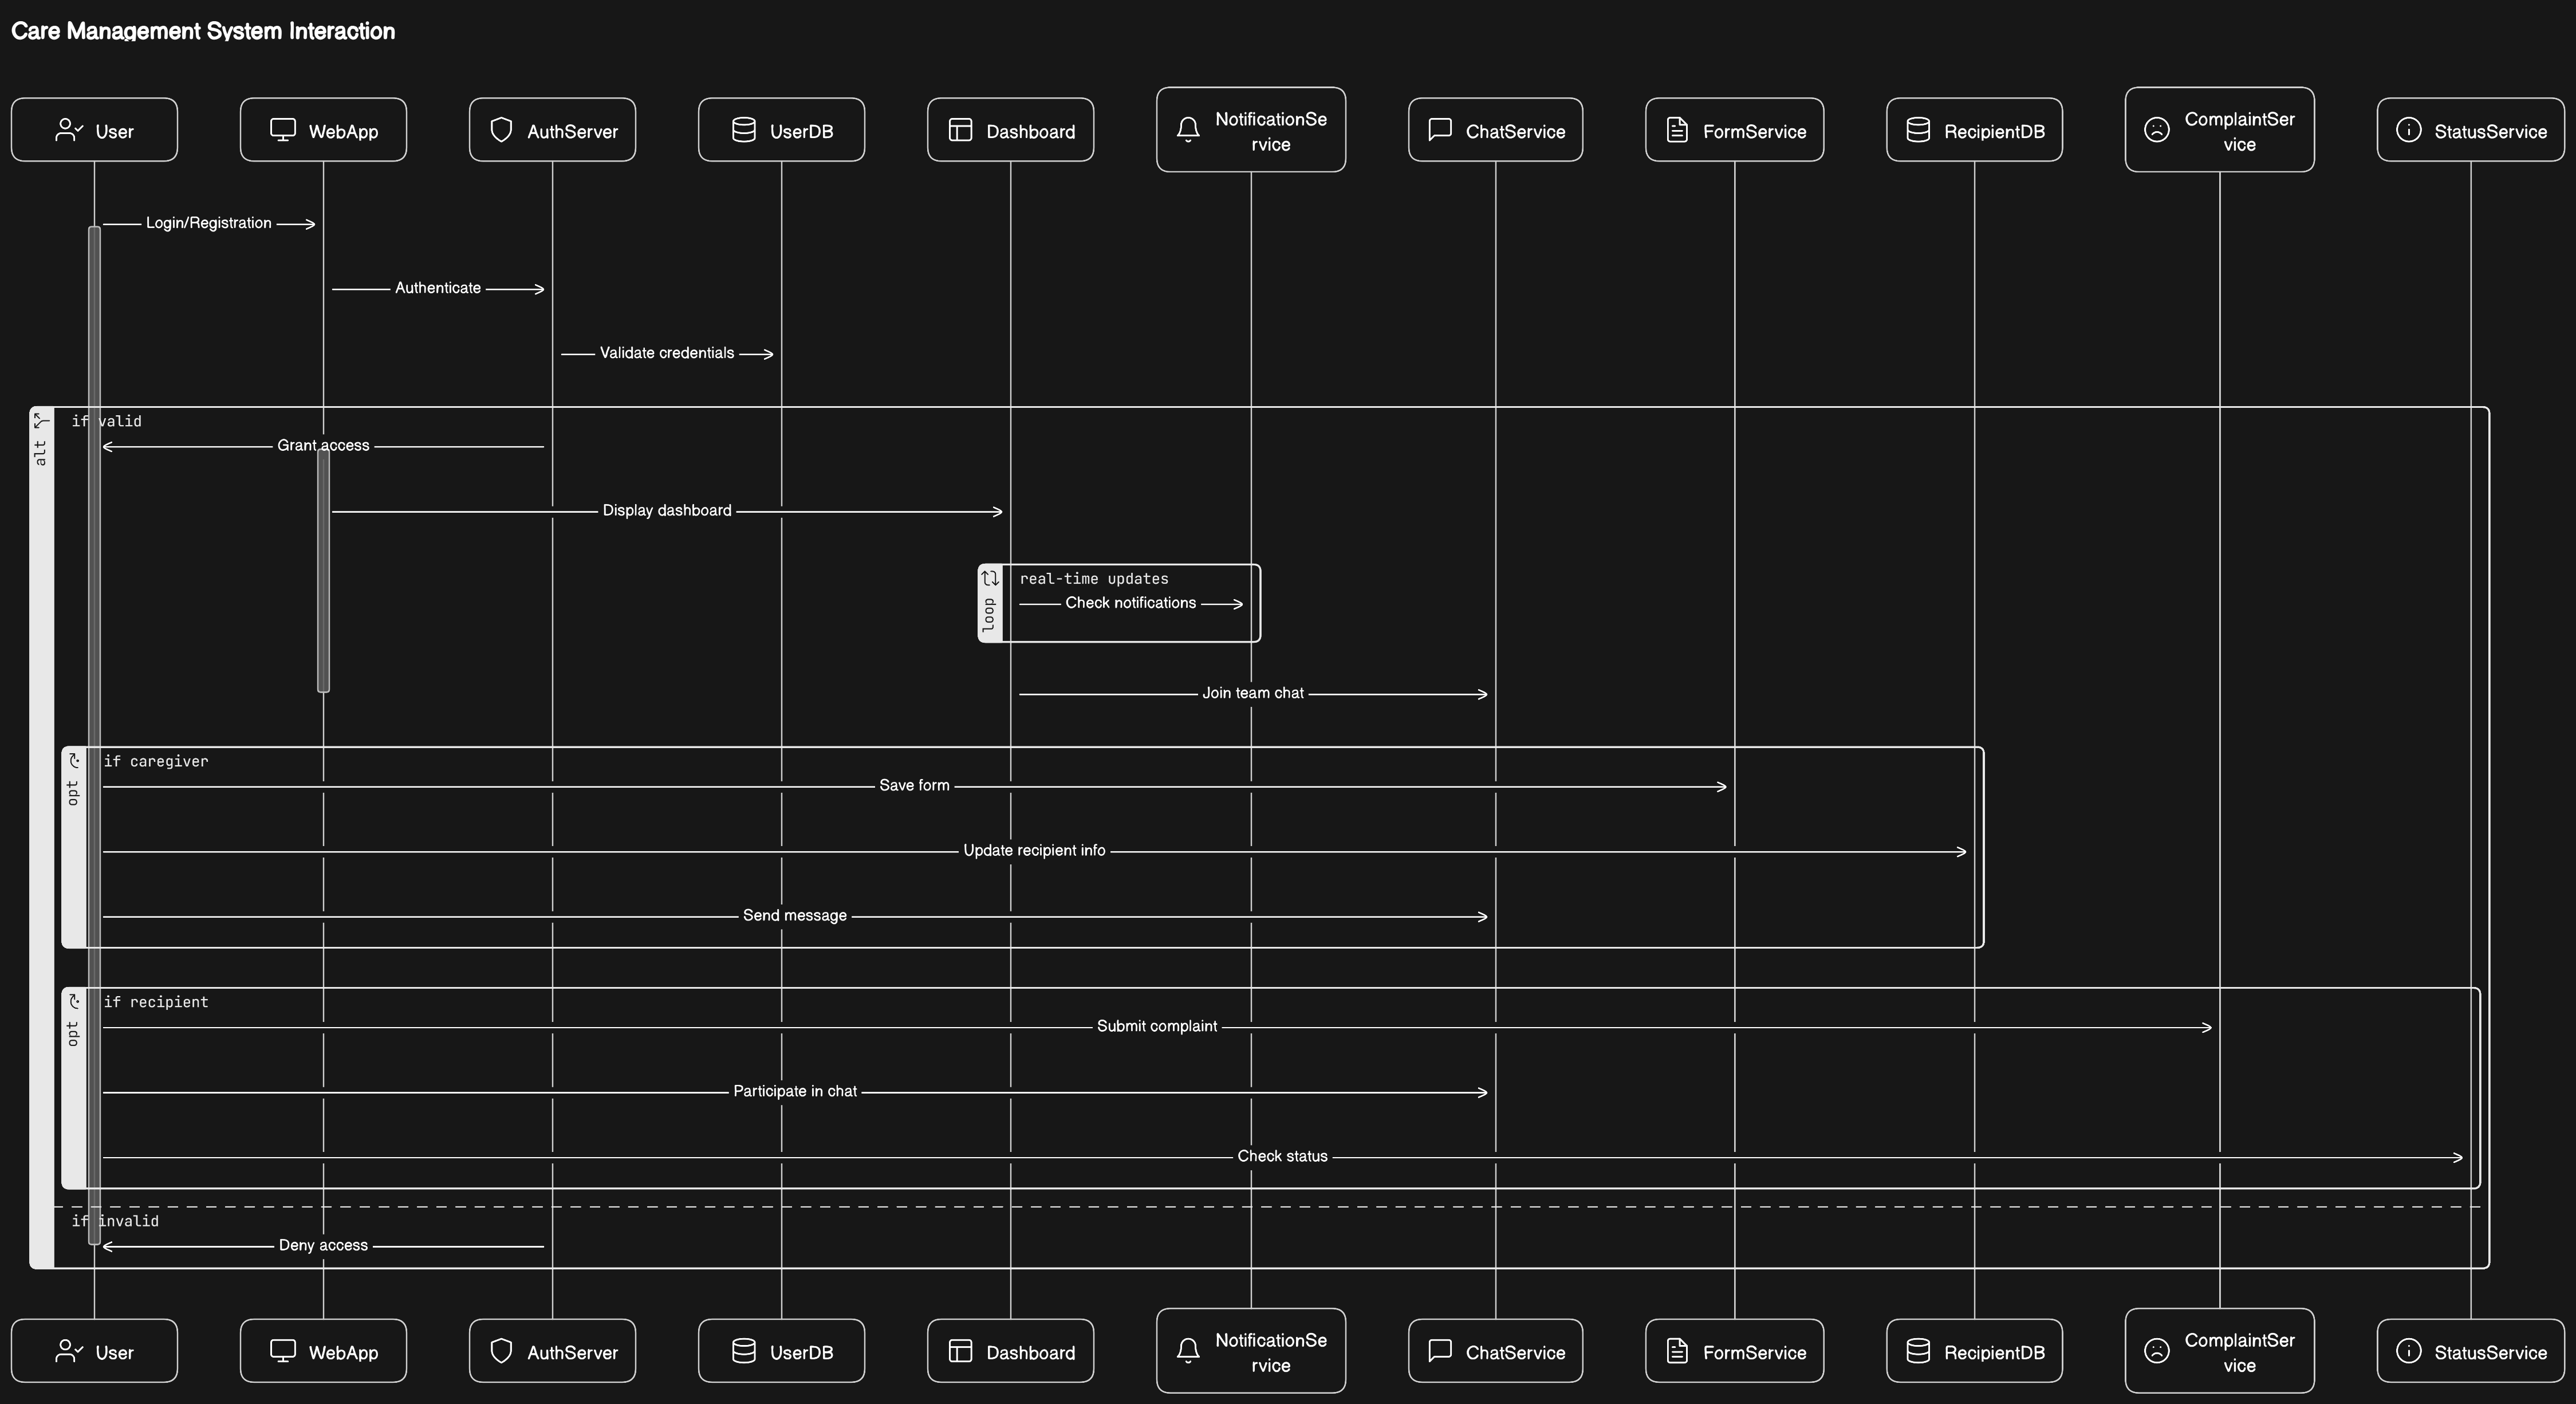 Care Management System Interaction
User
WebApp
AuthServer
UserDB
Dashboard
NotificationSe
rvice
ChatService
FormService
RecipientDB
ComplaintSer
vice
StatusService
Login/Registration
Authenticate
Validate credentials
alt
if valid
Grant access
Display dashboard
loop
real-time updates
Check notifications
Join team chat
opt
if caregiver
Save form
Update recipient info
Send message
opt
if recipient
Submit complaint
Participate in chat
Check status
if invalid
Deny access
User
WebApp
AuthServer
UserDB
Dashboard
NotificationSe
rvice
ChatService
FormService
RecipientDB
ComplaintSer
vice
StatusService